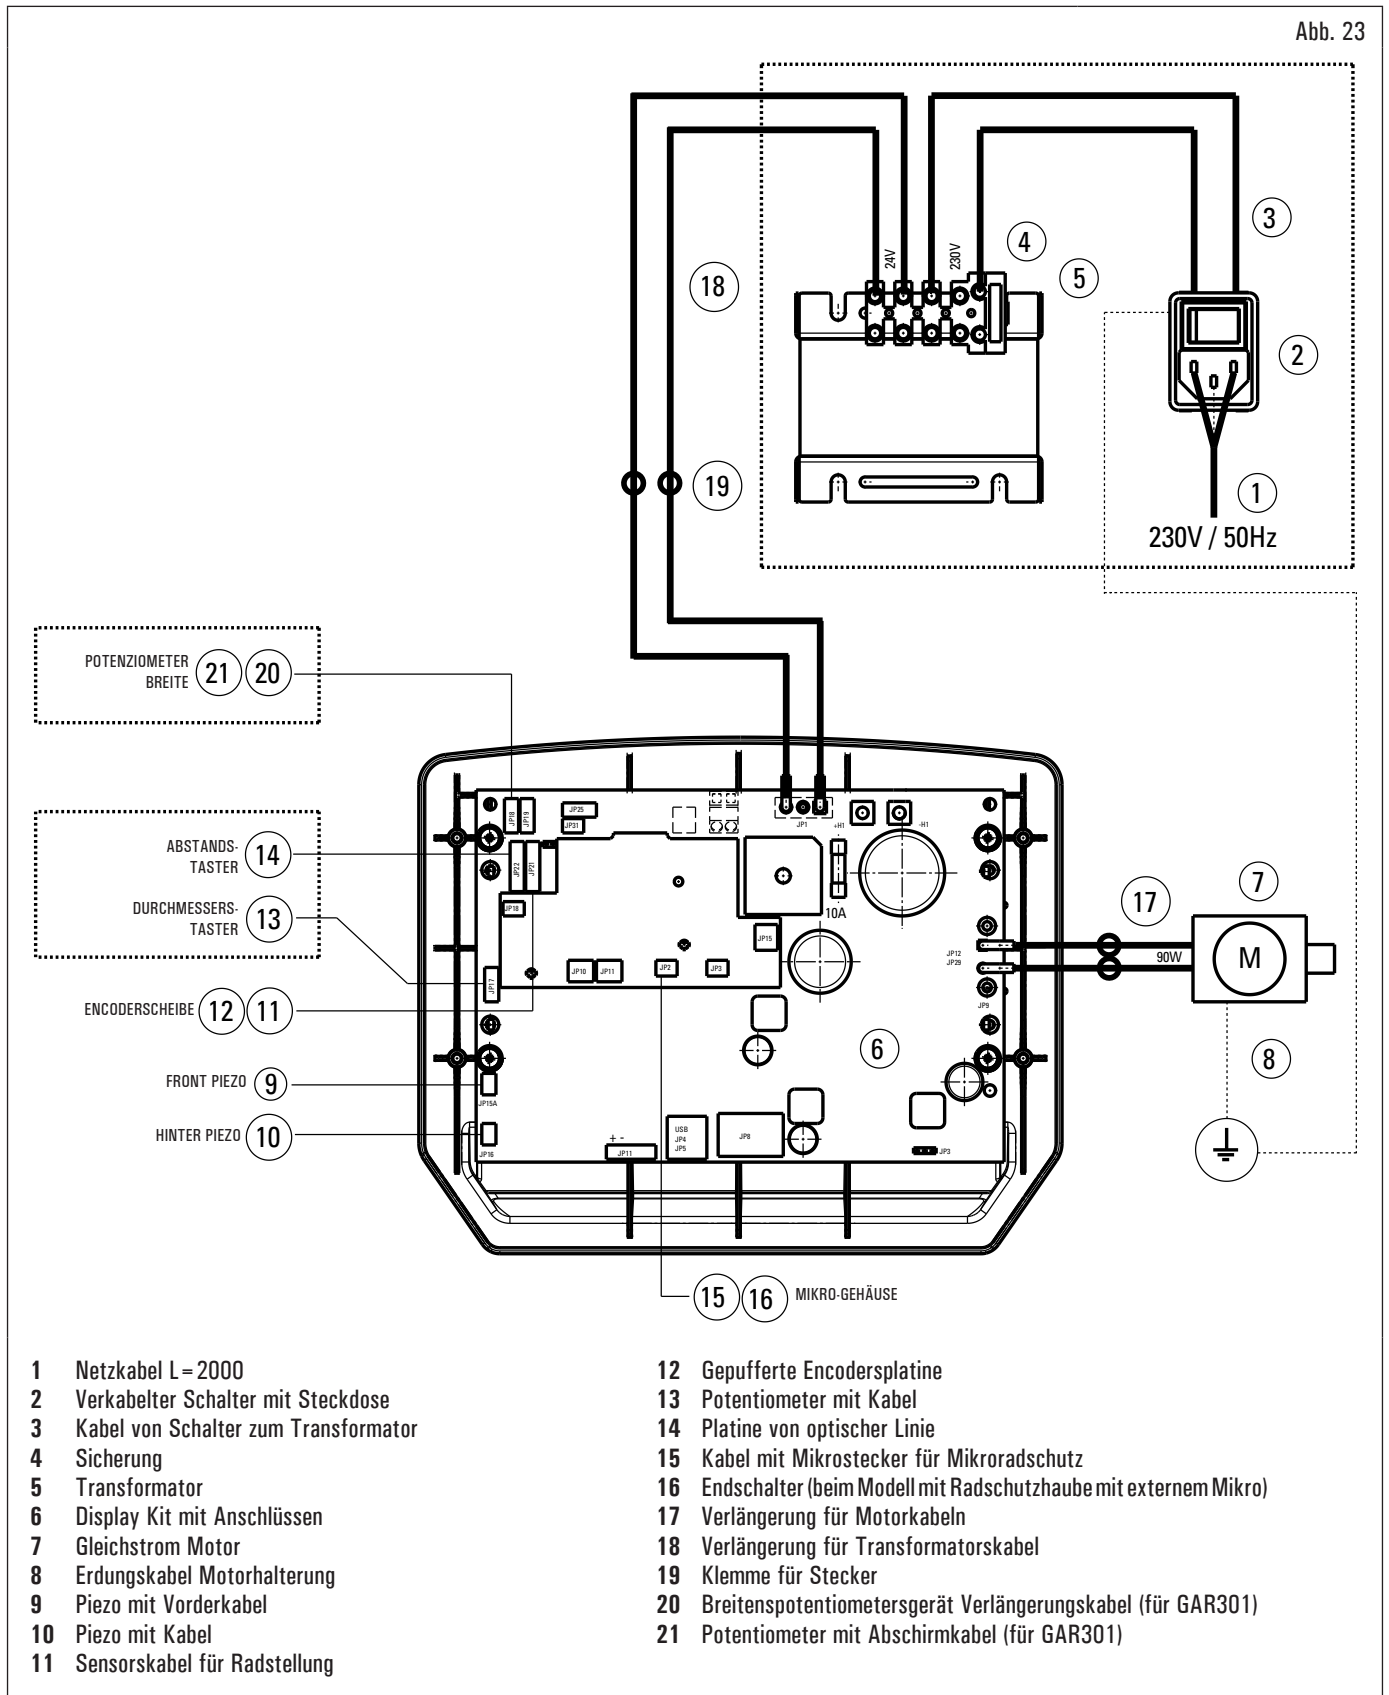 Abb. 23
3
4
24V
230V
18
5
2
19
1
230V / 50Hz
POTENZIOMETER
BREITE
21
20
JP18
JP19
JP25
JP31
JP1
+H1
-H1
ABSTANDS-
TASTER
14
JP22
JP21
10A
7
17
DURCHMESSERS-
TASTER
13
JP18
JP15
JP12
JP29
90W
M
JP10
JP11
JP2
JP3
JP17
ENCODERSCHEIBE
12
11
JP9
6
8
FRONT PIEZO
9
JP15A
HINTER PIEZO
10
JP16
+ -
JP11
USB
JP4
JP5
JP8
JP3
15
16
MIKRO-GEHÄUSE
1 Netzkabel L=2000
2 Verkabelter Schalter mit Steckdose
3 Kabel von Schalter zum Transformator
4 Sicherung
5 Transformator
6 Display Kit mit Anschlüssen
7 Gleichstrom Motor
8 Erdungskabel Motorhalterung
9 Piezo mit Vorderkabel
10 Piezo mit Kabel
11 Sensorskabel für Radstellung
12 Gepufferte Encodersplatine
13 Potentiometer mit Kabel
14 Platine von optischer Linie
15 Kabel mit Mikrostecker für Mikroradschutz
16 Endschalter (beim Modell mit Radschutzhaube mit externem Mikro)
17 Verlängerung für Motorkabeln
18 Verlängerung für Transformatorskabel
19 Klemme für Stecker
20 Breitenspotentiometersgerät Verlängerungskabel (für GAR301)
21 Potentiometer mit Abschirmkabel (für GAR301)